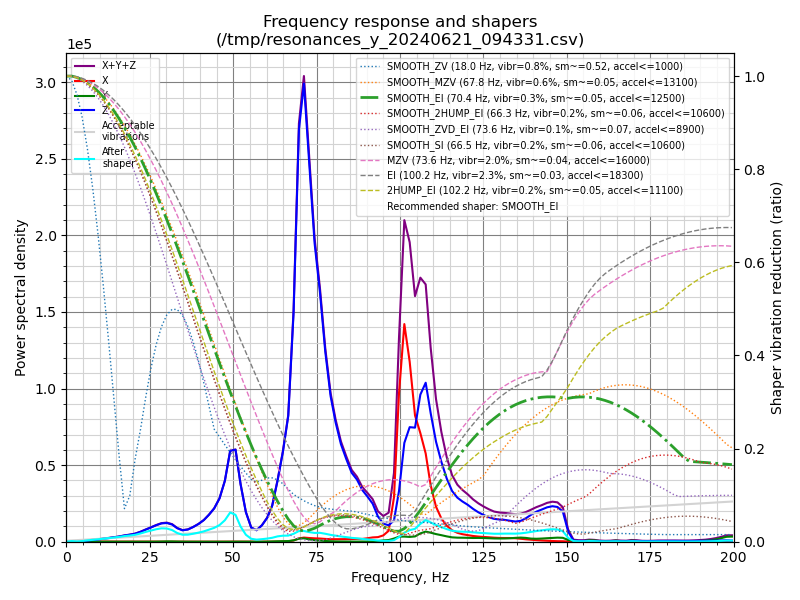 Frequency response and shapers
(/tmp/resonances_y_20240621_094331.csv)
1e5
X+Y+Z
X
Y
Z
Acceptable
vibrations
After
shaper
SMOOTH_ZV (18.0 Hz, vibr=0.8%, sm~=0.52, accel<=1000)
SMOOTH_MZV (67.8 Hz, vibr=0.6%, sm~=0.05, accel<=13100)
SMOOTH_EI (70.4 Hz, vibr=0.3%, sm~=0.05, accel<=12500)
SMOOTH_2HUMP_EI (66.3 Hz, vibr=0.2%, sm~=0.06, accel<=10600)
SMOOTH_ZVD_EI (73.6 Hz, vibr=0.1%, sm~=0.07, accel<=8900)
SMOOTH_SI (66.5 Hz, vibr=0.2%, sm~=0.06, accel<=10600)
MZV (73.6 Hz, vibr=2.0%, sm~=0.04, accel<=16000)
EI (100.2 Hz, vibr=2.3%, sm~=0.03, accel<=18300)
2HUMP_EI (102.2 Hz, vibr=0.2%, sm~=0.05, accel<=11100)
Recommended shaper: SMOOTH_EI
Power spectral density
3.0
2.5
2.0
1.5
1.0
0.5
0.0
1.0
0.8
0.6
0.4
0.2
0.0
Shaper vibration reduction (ratio)
0 25 50 75 100 125 150 175 200
Frequency, Hz